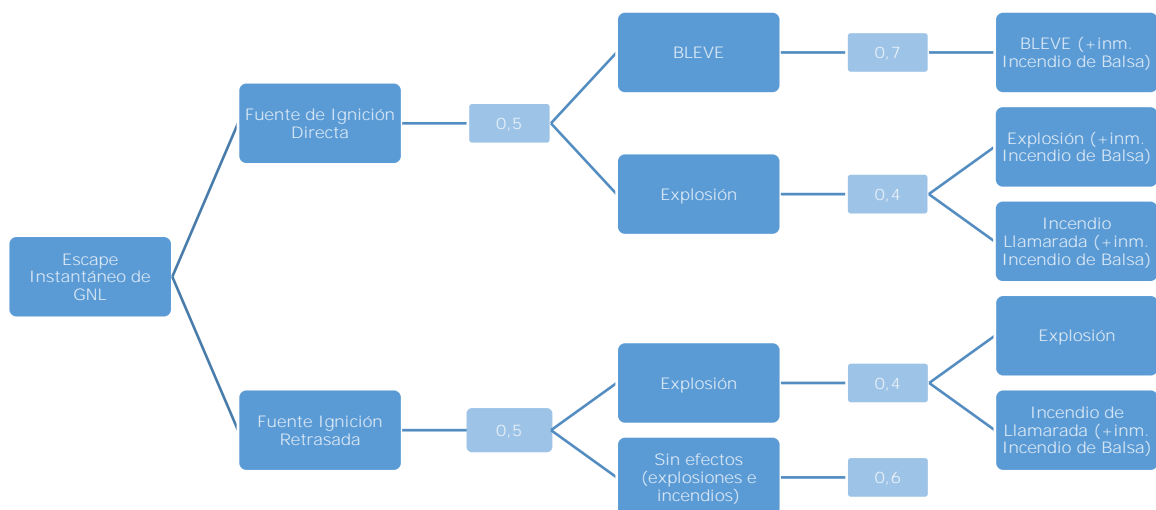 Escape
Instantáneo de
GNL
Fuente de Ignición
Directa
0,5
BLEVE
0,7
BLEVE (+inm.
Incendio de Balsa)
Explosión
0,4
Explosión (+inm.
Incendio de Balsa)
Incendio
Llamarada (+inm.
Incendio de Balsa)
Fuente Ignición
Retrasada
0,5
Explosión
0,4
Explosión
Incendio de
Llamarada (+inm.
Incendio de Balsa)
Sin efectos
(explosiones e
incendios)
0,6